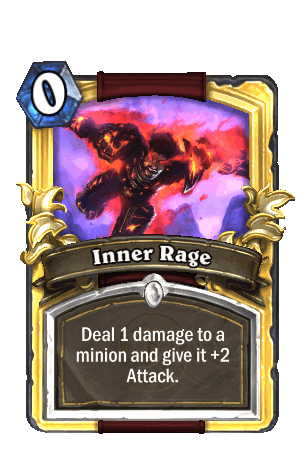 0
Inner Rage
Deal 1 damage to a
minion and give it +2
Attack.